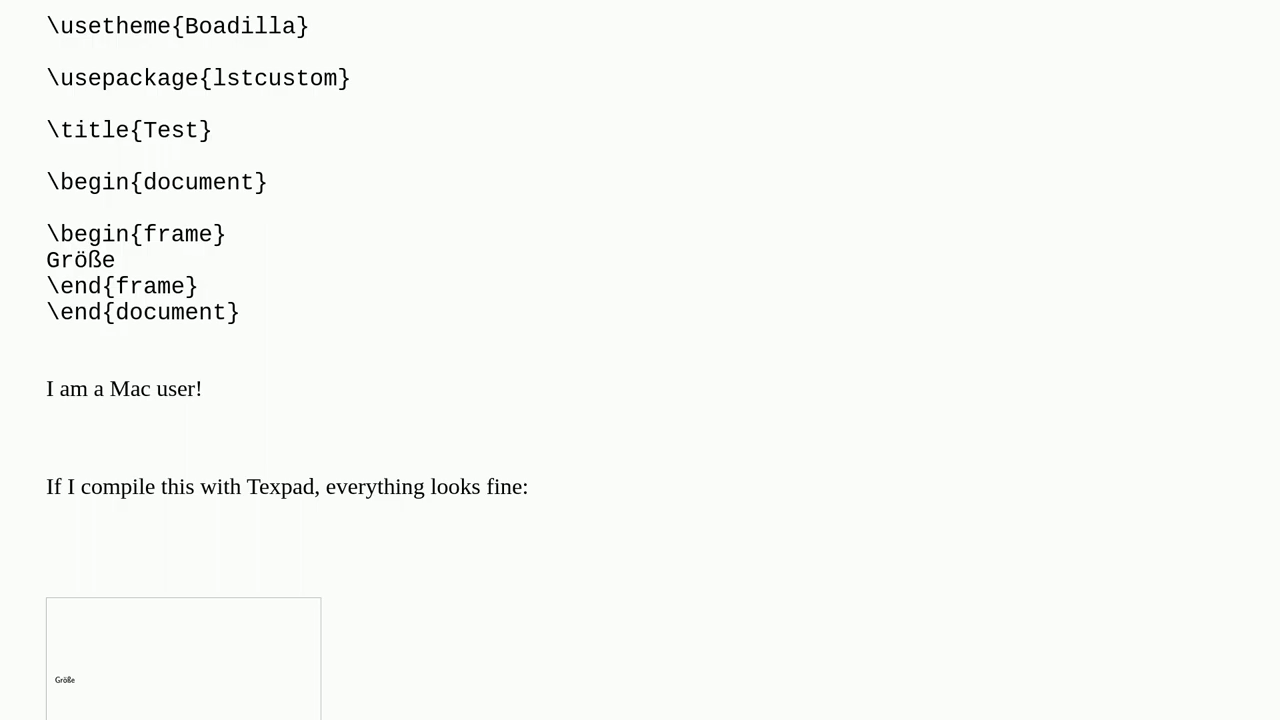 \usetheme{Boadilla}
\usepackage{lstcustom}
\title{Test}
\begin{document}
\begin{frame}
Größe
\end{frame}
\end{document}
I am a Mac user!
If I compile this with Texpad, everything looks fine:
Größe